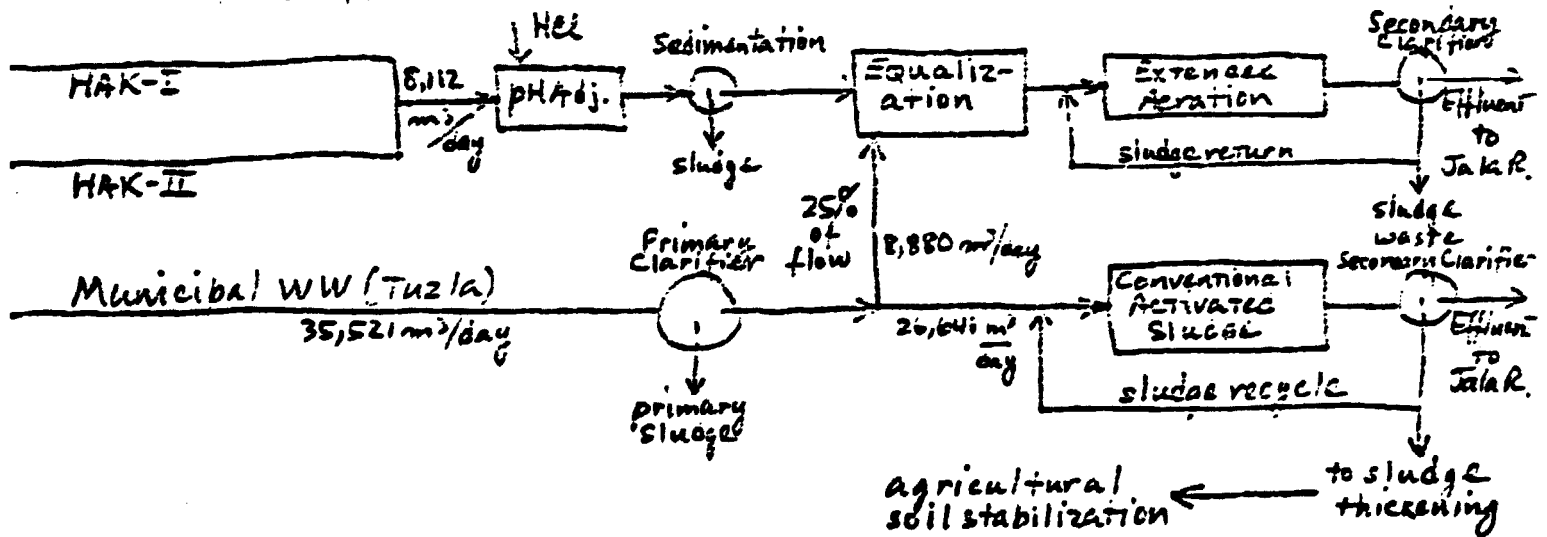 HAK-I
HAK-II
8,112
m³/day
HCl
pHAdj.
Sedimentation
sludge
Equaliz-
ation
Extended
Aeration
Secondary
Clarifier
Effluent
to
Jala R.
sludge return
sludge
waste
25%
of
flow
8,880 m³/day
Municipal WW (Tuzla)
35,521 m³/day
Primary
Clarifier
primary
sludge
26,641 m³
day
Conventional
Activated
Sludge
Secondary Clarifier
Effluent
TO
Jala R.
sludge recycle
to sludge
thickening
agricultural
soil stabilization